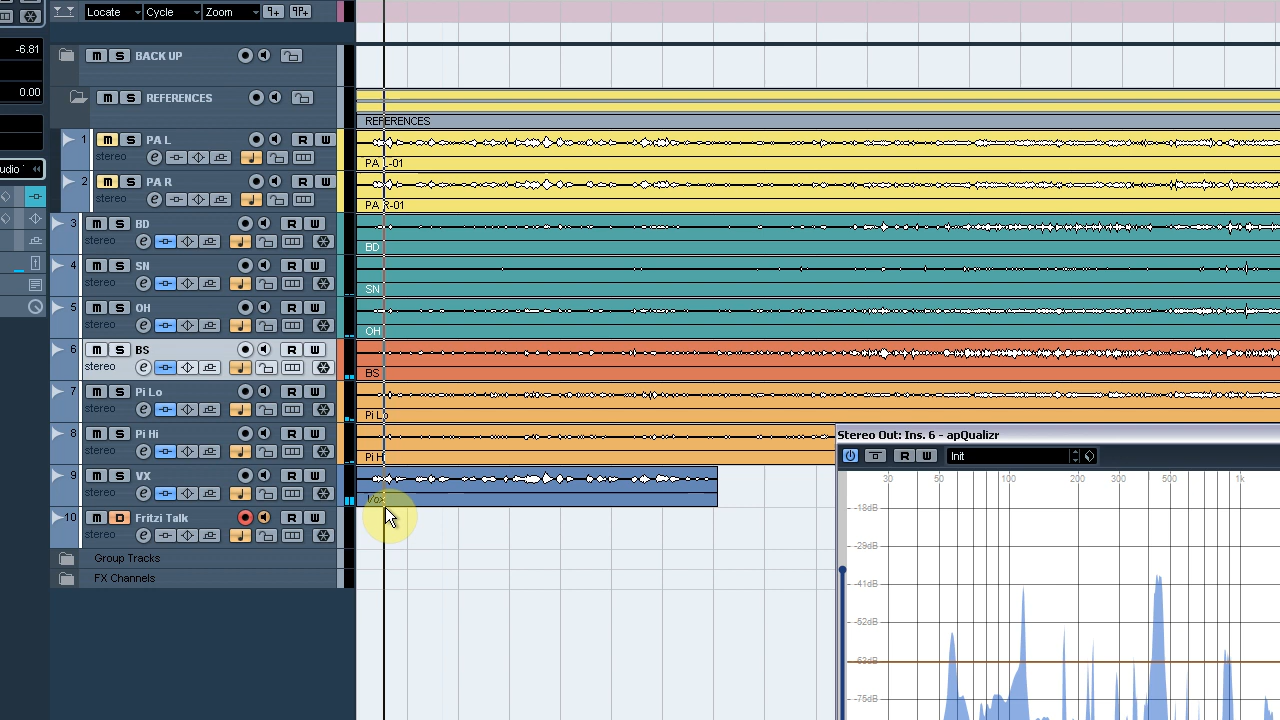 Locate Cycle Zoom
-6.81
M S BACK UP
0.00
M S REFERENCES
REFERENCES
1 M S PA L R W
stereo e
PA L-01
udio
2 M S PA R R W
stereo e
PA R-01
3 M S BD R W
stereo e
BD
4 M S SN R W
stereo e
SN
5 M S OH R W
stereo e
OH
6 M S BS R W
stereo e
BS
7 M S Pi Lo R W
stereo e
Pi Lo
8 M S Pi Hi R W
stereo e
Pi H
9 M S VX R W
stereo e
Vox
10 M D Fritzi Talk R W
stereo e
Group Tracks
FX Channels
Stereo Out: Ins. 6 - apQualizr
R W Init
30 50 100 200 300 500 1k
-18dB
-29dB
-41dB
-52dB
-63dB
-75dB